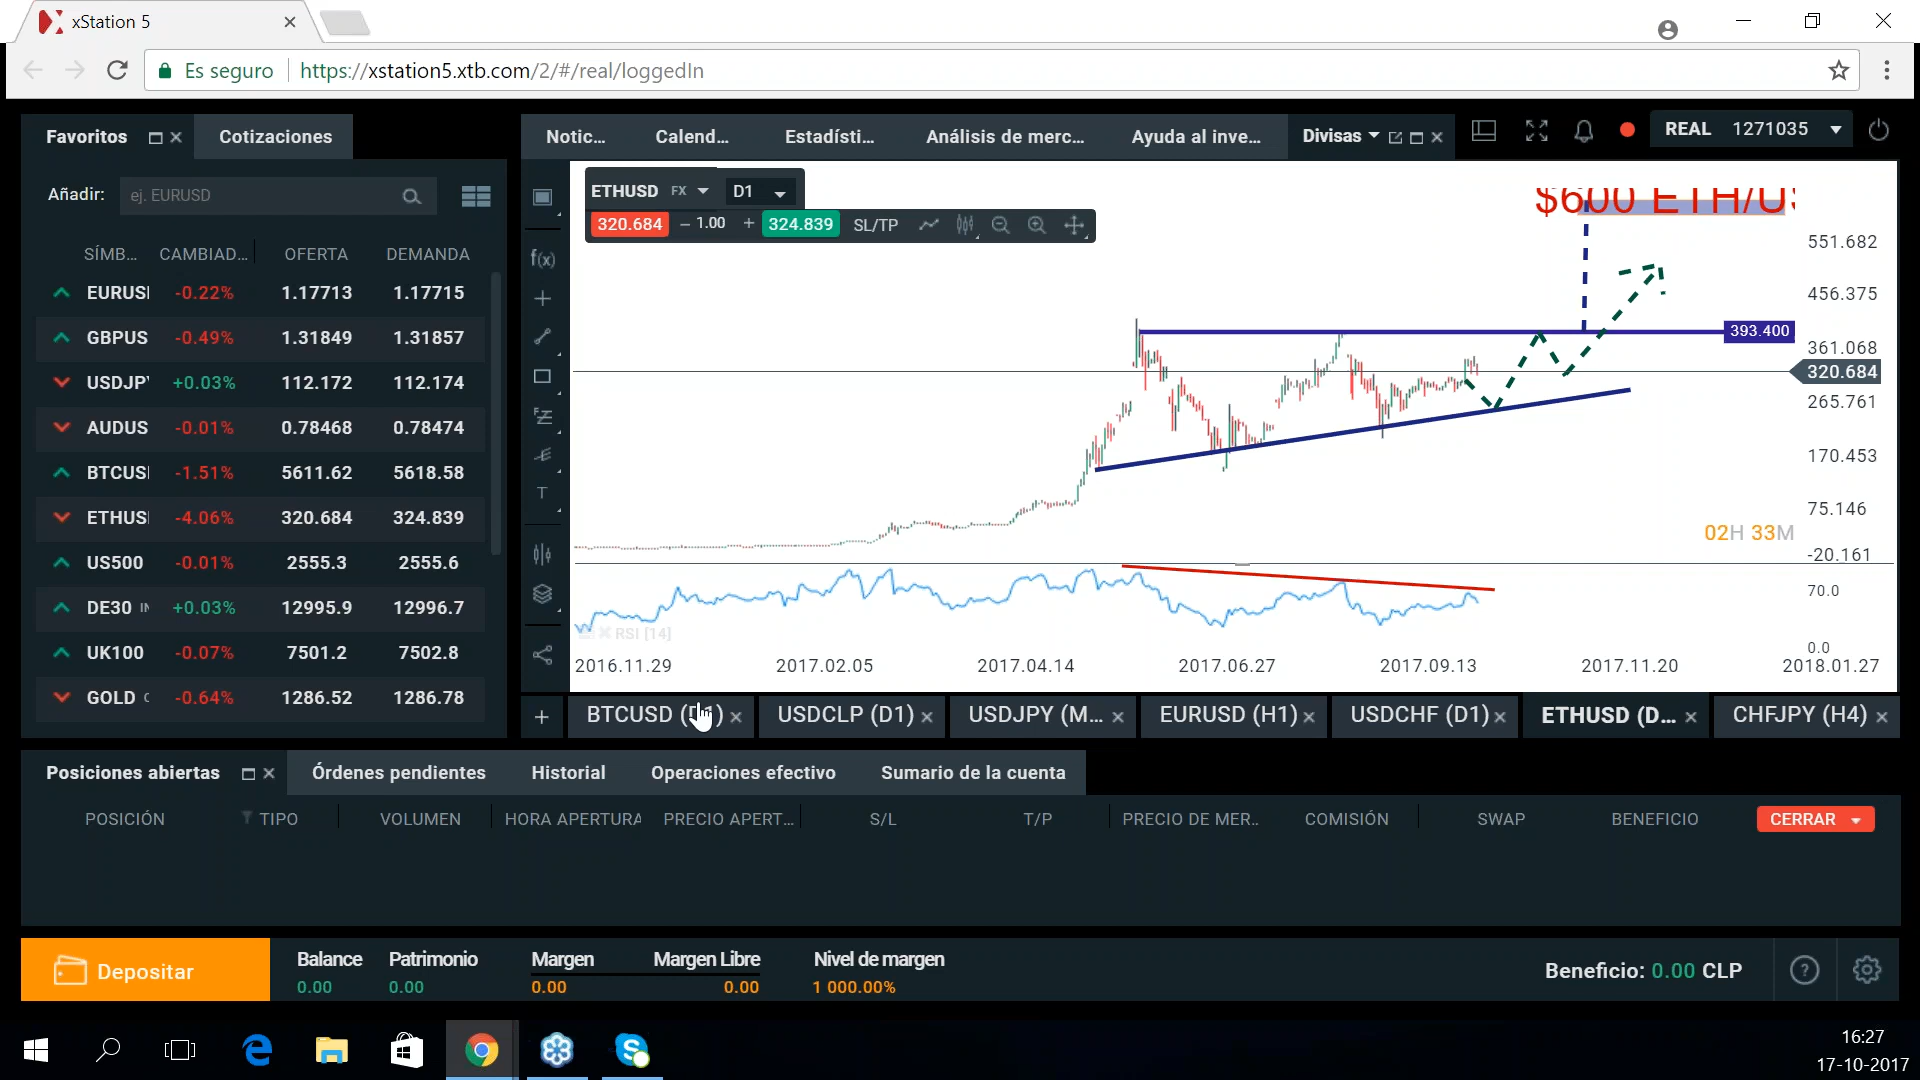 xStation 5
Es seguro
https://xstation5.xtb.com/2/#/real/loggedIn
Favoritos
Cotizaciones
Notic...
Calend...
Estadísti...
Análisis de merc...
Ayuda al inve...
Divisas
REAL 1271035
Añadir:
ej. EURUSD
SÍMB... CAMBIAD... OFERTA DEMANDA
EURUS -0.22% 1.17713 1.17715
GBPUS -0.49% 1.31849 1.31857
USDJP +0.03% 112.172 112.174
AUDUS -0.01% 0.78468 0.78474
BTCUS -1.51% 5611.62 5618.58
ETHUS -4.06% 320.684 324.839
US500 -0.01% 2555.3 2555.6
DE30 +0.03% 12995.9 12996.7
UK100 -0.07% 7501.2 7502.8
GOLD -0.64% 1286.52 1286.78
ETHUSD FX D1
320.684 − 1.00 + 324.839 SL/TP
f(x)
T
$600 ETH/U
551.682
456.375
393.400
361.068
320.684
265.761
170.453
75.146
02H 33M
-20.161
70.0
RSI [14]
0.0
2016.11.29 2017.02.05 2017.04.14 2017.06.27 2017.09.13 2017.11.20 2018.01.27
BTCUSD
USDCLP (D1)
USDJPY (M...
EURUSD (H1)
USDCHF (D1)
ETHUSD (D...
CHFJPY (H4)
Posiciones abiertas
Órdenes pendientes
Historial
Operaciones efectivo
Sumario de la cuenta
POSICIÓN TIPO VOLUMEN HORA APERTURA PRECIO APERT... S/L T/P PRECIO DE MER.. COMISIÓN SWAP BENEFICIO CERRAR
Depositar
Balance Patrimonio Margen Margen Libre Nivel de margen
0.00 0.00 0.00 0.00 1 000.00%
Beneficio: 0.00 CLP
?
16:27
17-10-2017